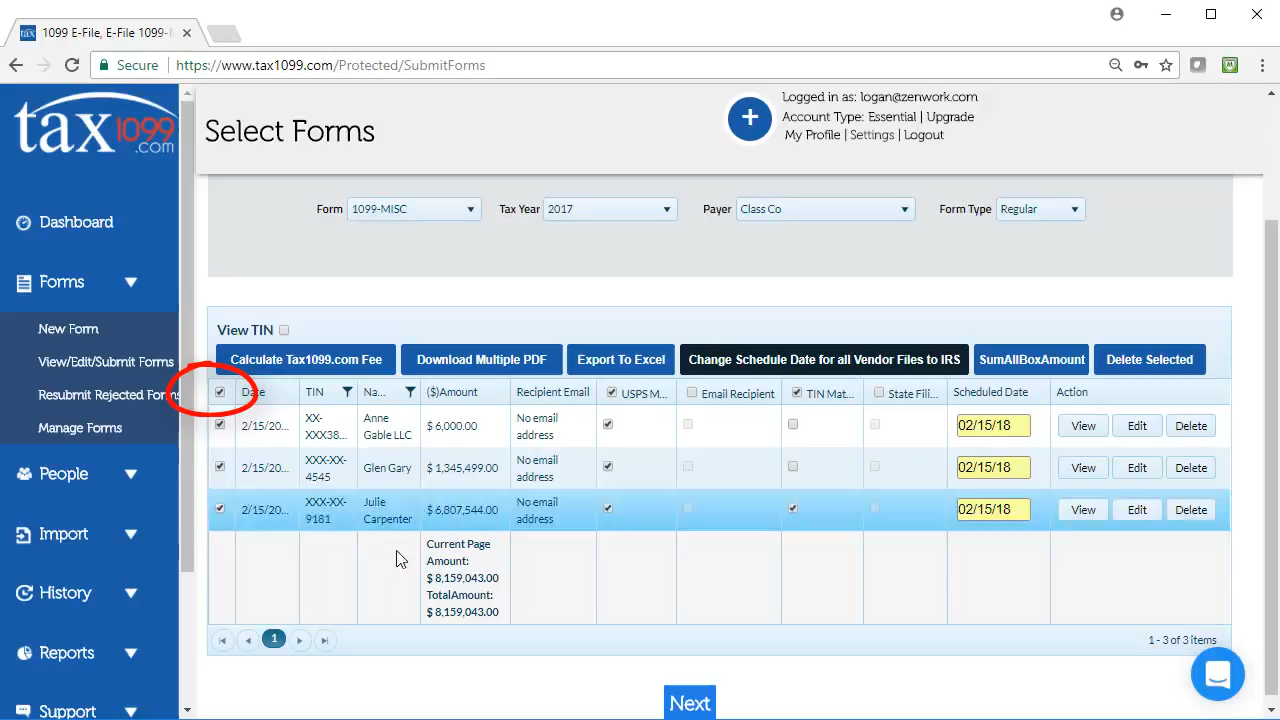 1099 E-File, E-File 1099-
Secure https://www.tax1099.com/Protected/SubmitForms
tax1099.com
Select Forms
Logged in as: logan@zenwork.com
Account Type: Essential | Upgrade
My Profile | Settings | Logout
Dashboard
Forms
New Form
View/Edit/Submit Forms
Resubmit Rejected Forms
Manage Forms
People
Import
History
Reports
Support
Form 1099-MISC Tax Year 2017 Payer Class Co Form Type Regular
View TIN
Calculate Tax1099.com Fee Download Multiple PDF Export To Excel Change Schedule Date for all Vendor Files to IRS SumAllBoxAmount Delete Selected
Date TIN Na... ($)Amount Recipient Email USPS M... Email Recipient TIN Mat... State Fili... Scheduled Date Action
2/15/20... XX-XXX38... Anne Gable LLC $ 6,000.00 No email address 02/15/18 View Edit Delete
2/15/20... XXX-XX-4545 Glen Gary $ 1,345,499.00 No email address 02/15/18 View Edit Delete
2/15/20... XXX-XX-9181 Julie Carpenter $ 6,807,544.00 No email address 02/15/18 View Edit Delete
Current Page
Amount:
$ 8,159,043.00
TotalAmount:
$ 8,159,043.00
1
1 - 3 of 3 items
Next